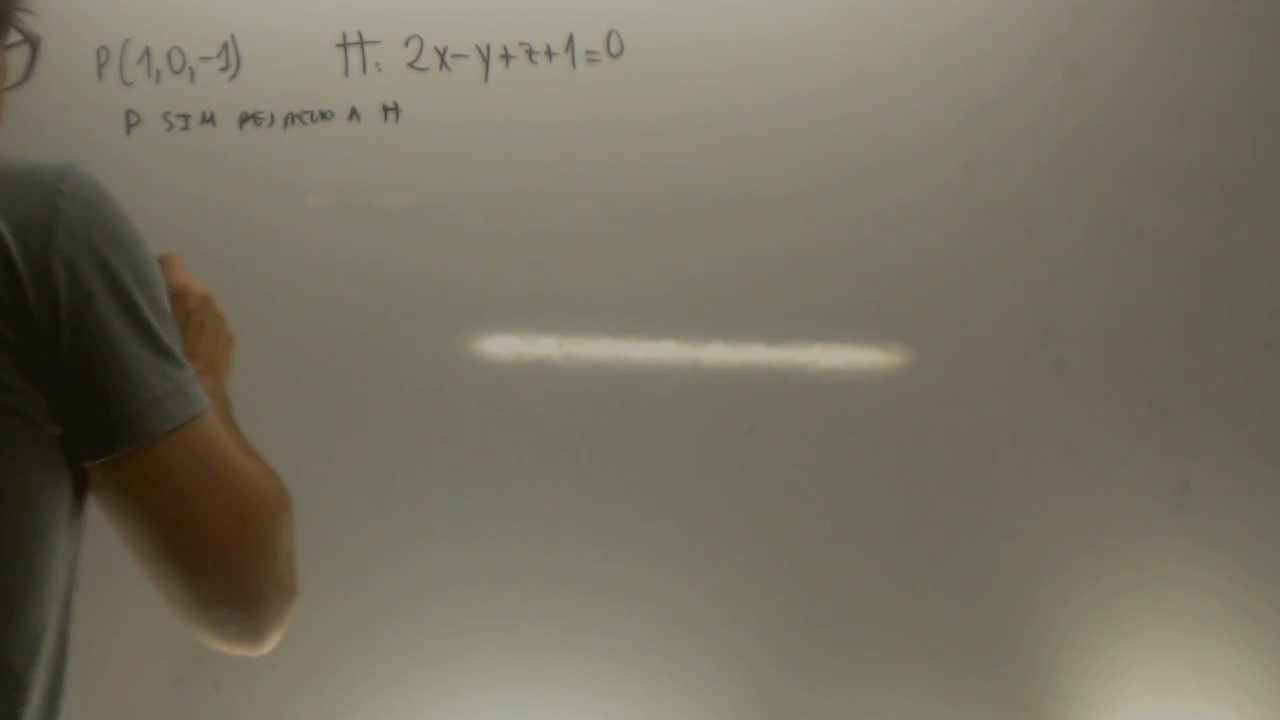 P(1,0,-1) π: 2x-y+z+1=0
P SIM RESPECTO A π